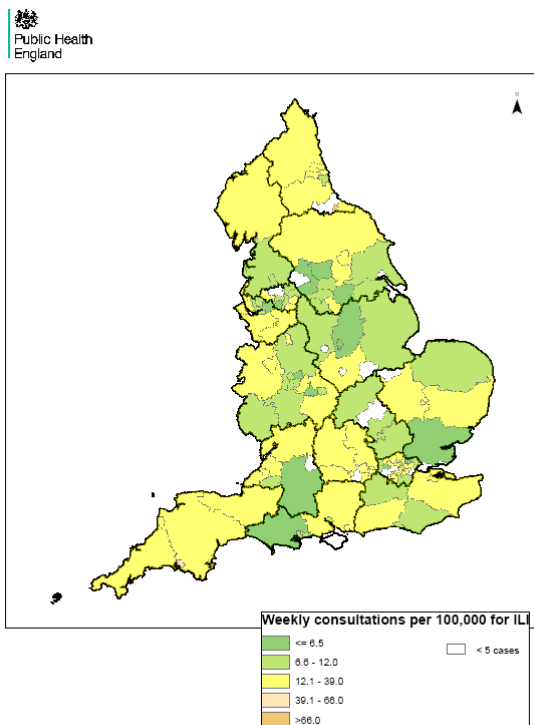 Public Health
England
Weekly consultations per 100,000 for ILI
<= 6.5
6.6 - 12.0
12.1 - 39.0
39.1 - 66.0
>66.0
< 5 cases